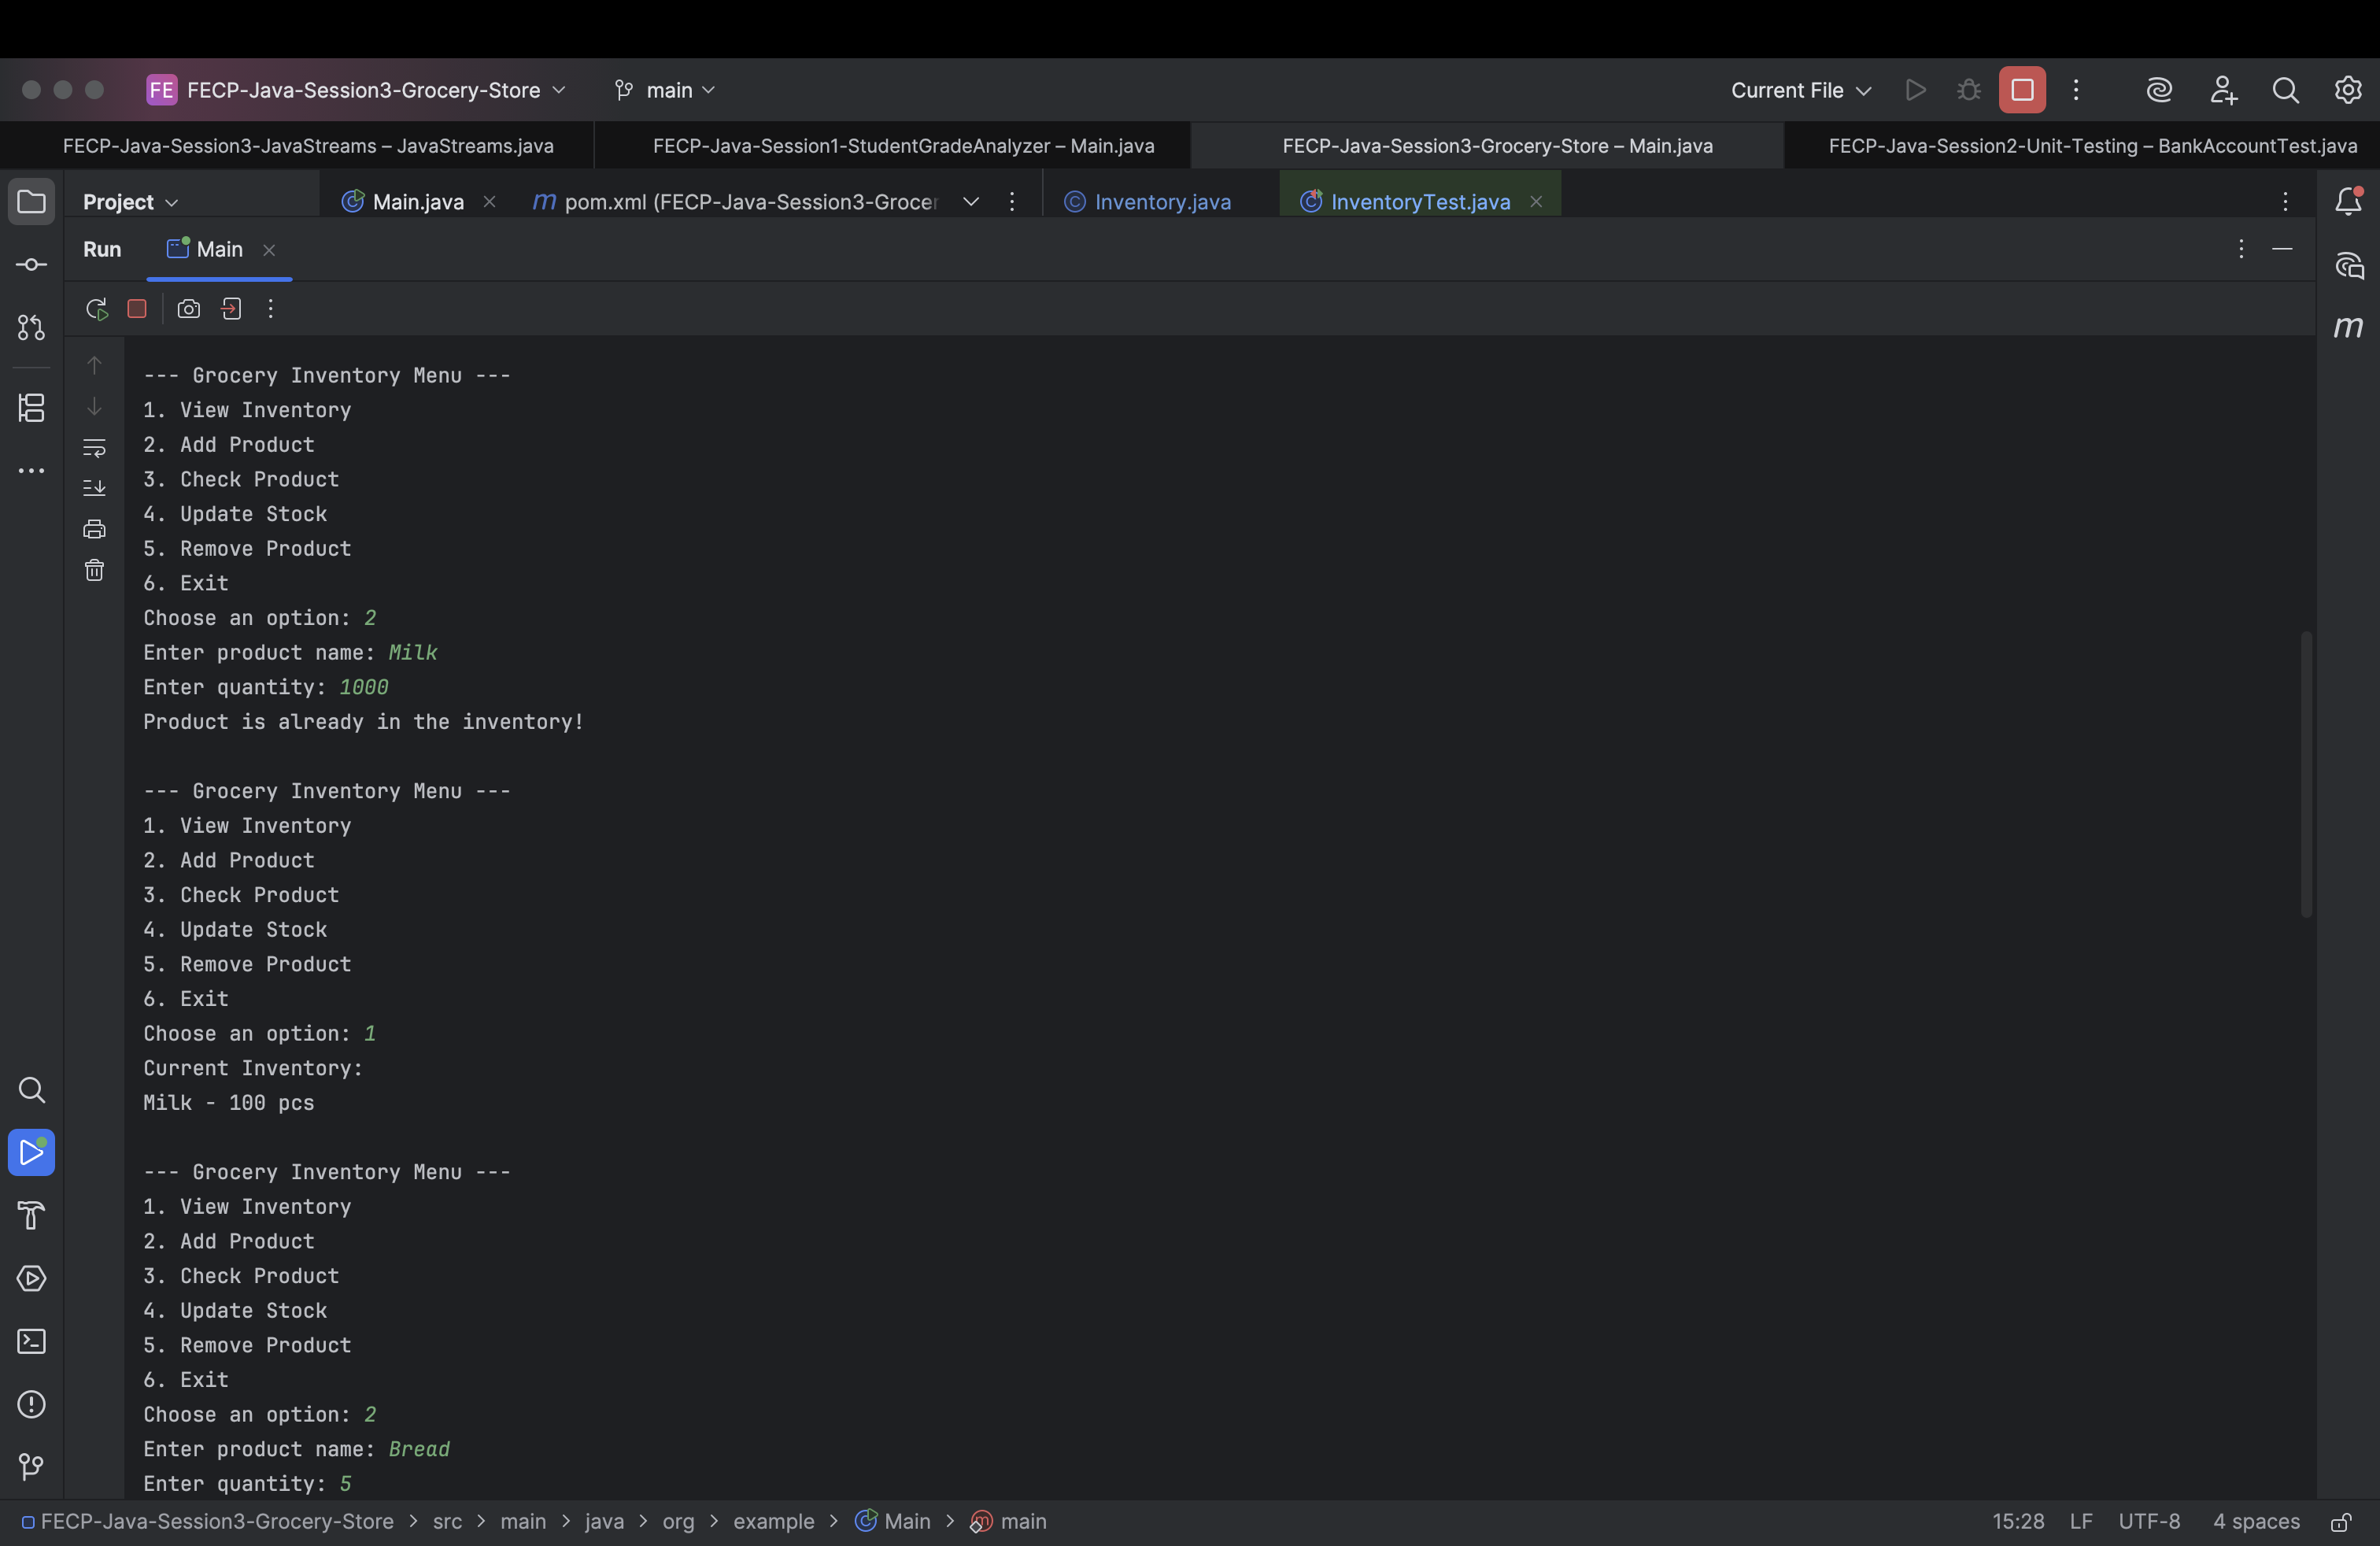 FE FECP-Java-Session3-Grocery-Store main Current File
FECP-Java-Session3-JavaStreams – JavaStreams.java FECP-Java-Session1-StudentGradeAnalyzer – Main.java FECP-Java-Session3-Grocery-Store – Main.java FECP-Java-Session2-Unit-Testing – BankAccountTest.java
Project Main.java m pom.xml (FECP-Java-Session3-Grocer Inventory.java InventoryTest.java
Run Main
--- Grocery Inventory Menu ---
1. View Inventory
2. Add Product
3. Check Product
4. Update Stock
5. Remove Product
6. Exit
Choose an option: 2
Enter product name: Milk
Enter quantity: 1000
Product is already in the inventory!
--- Grocery Inventory Menu ---
1. View Inventory
2. Add Product
3. Check Product
4. Update Stock
5. Remove Product
6. Exit
Choose an option: 1
Current Inventory:
Milk - 100 pcs
--- Grocery Inventory Menu ---
1. View Inventory
2. Add Product
3. Check Product
4. Update Stock
5. Remove Product
6. Exit
Choose an option: 2
Enter product name: Bread
Enter quantity: 5
FECP-Java-Session3-Grocery-Store > src > main > java > org > example > Main > main 15:28 LF UTF-8 4 spaces